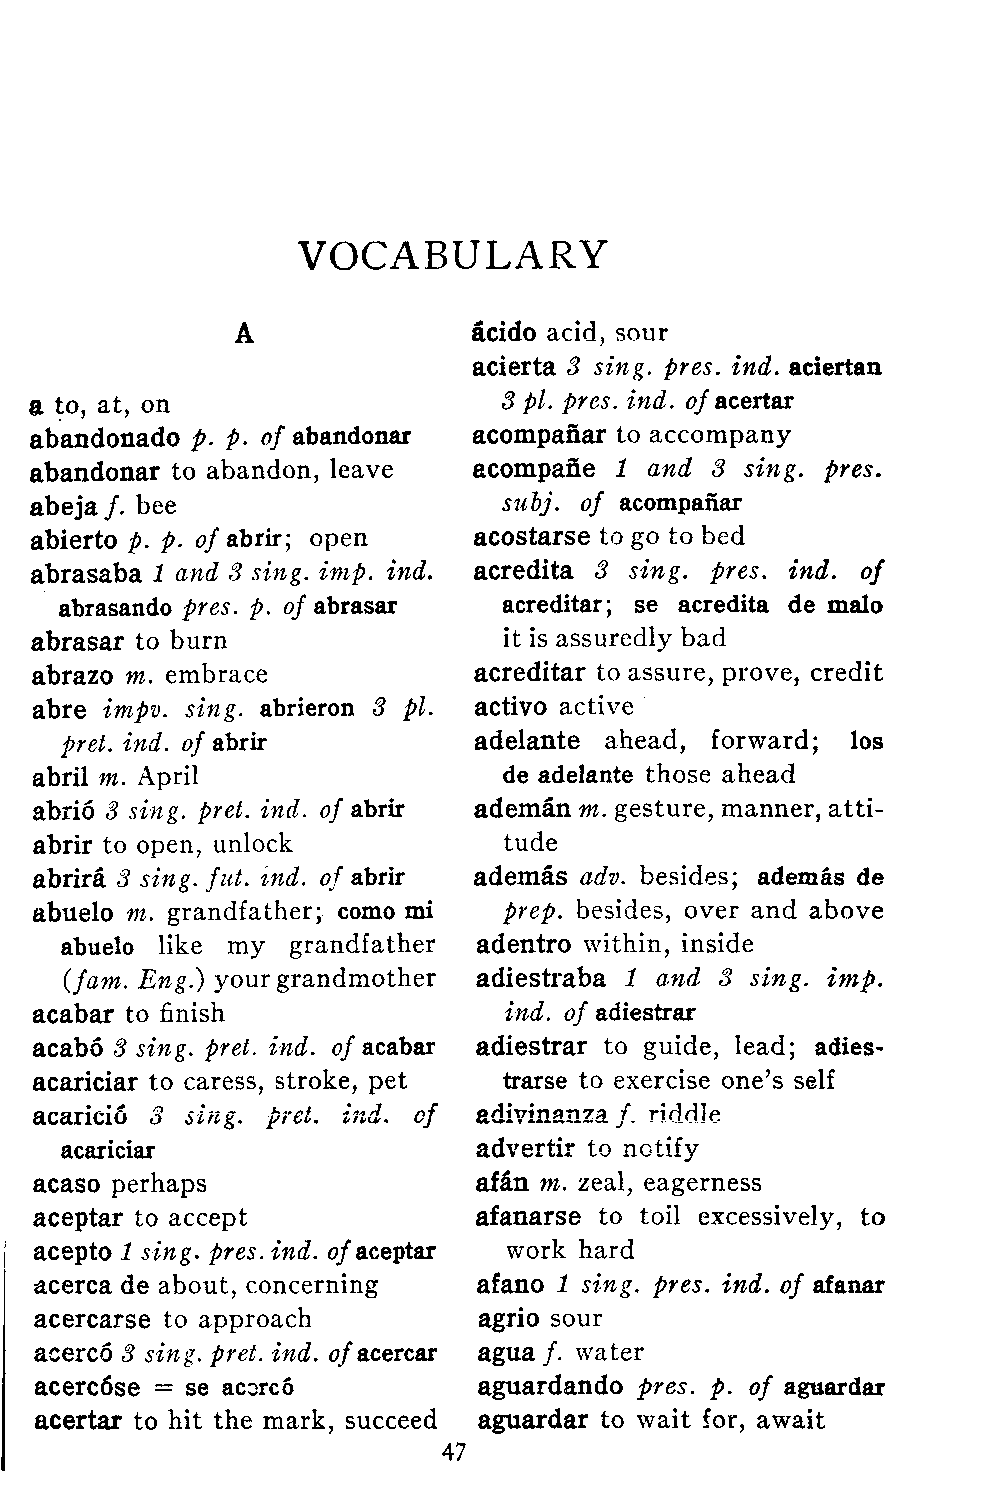 VOCABULARY
A
a to, at, on
abandonado p. p. of abandonar
abandonar to abandon, leave
abeja f. bee
abierto p. p. of abrir; open
abrasaba 1 and 3 sing. imp. ind.
abrasando pres. p. of abrasar
abrasar to burn
abrazo m. embrace
abre impv. sing. abrieron 3 pl.
pret. ind. of abrir
abril m. April
abrió 3 sing. pret. ind. of abrir
abrir to open, unlock
abrirá 3 sing. fut. ind. of abrir
abuelo m. grandfather; como mi
abuelo like my grandfather
(fam. Eng.) your grandmother
acabar to finish
acabó 3 sing. pret. ind. of acabar
acariciar to caress, stroke, pet
acarició 3 sing. pret. ind. of
acariciar
acaso perhaps
aceptar to accept
acepto 1 sing. pres. ind. of aceptar
acerca de about, concerning
acercarse to approach
acercó 3 sing. pret. ind. of acercar
acercóse = se acercó
acertar to hit the mark, succeed
ácido acid, sour
acierta 3 sing. pres. ind. aciertan
3 pl. pres. ind. of acertar
acompañar to accompany
acompañe 1 and 3 sing. pres.
subj. of acompañar
acostarse to go to bed
acredita 3 sing. pres. ind. of
acreditar; se acredita de malo
it is assuredly bad
acreditar to assure, prove, credit
activo active
adelante ahead, forward; los
de adelante those ahead
ademán m. gesture, manner, atti-
tude
además adv. besides; además de
prep. besides, over and above
adentro within, inside
adiestraba 1 and 3 sing. imp.
ind. of adiestrar
adiestrar to guide, lead; adies-
trarse to exercise one's self
adivinanza f. riddle
advertir to notify
afán m. zeal, eagerness
afanarse to toil excessively, to
work hard
afano 1 sing. pres. ind. of afanar
agrio sour
agua f. water
aguardando pres. p. of aguardar
aguardar to wait for, await
47